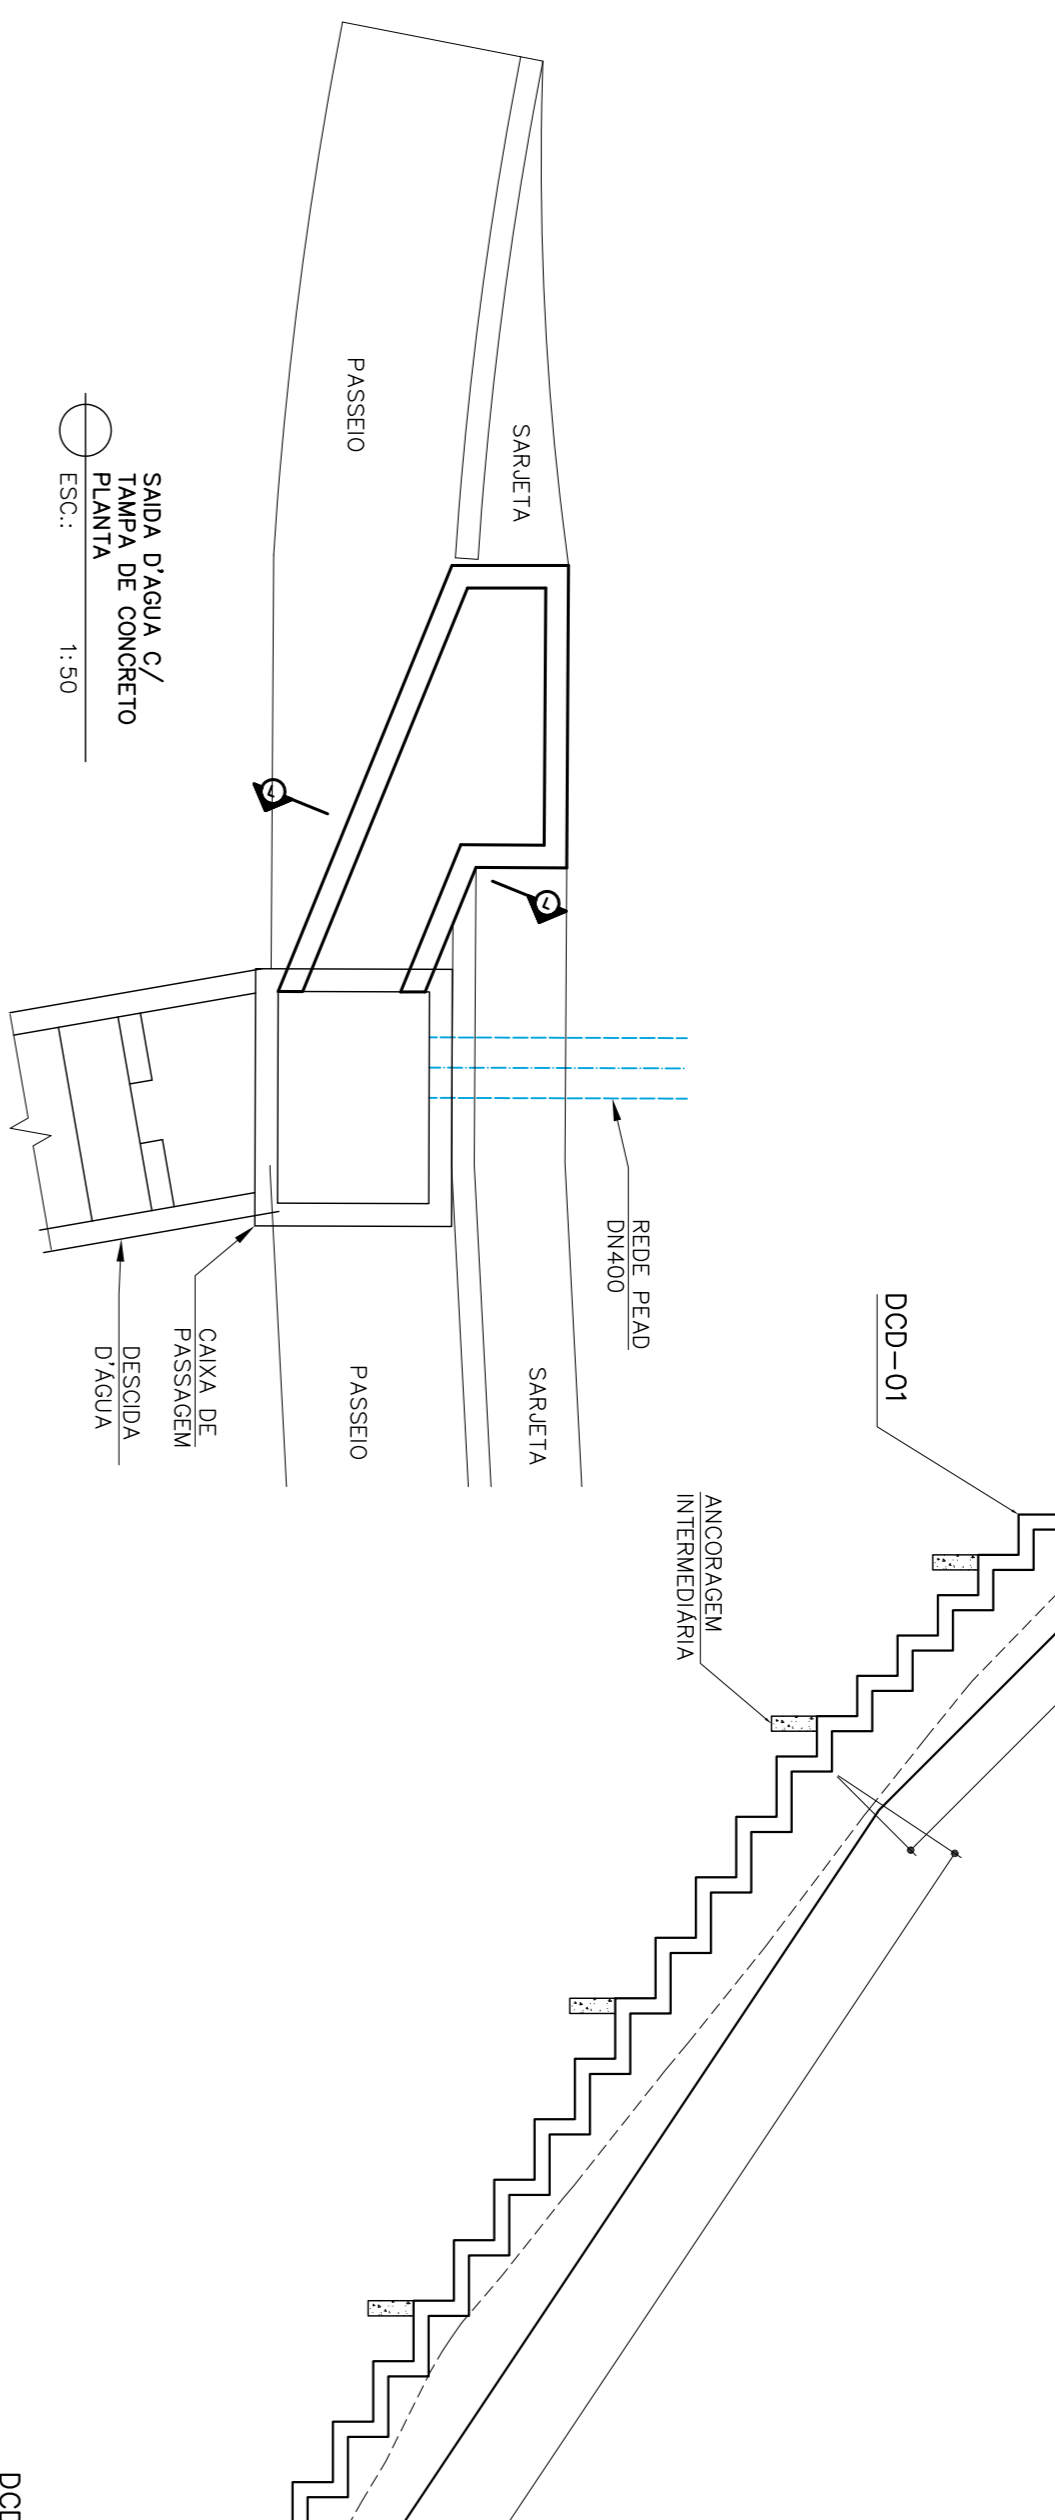 PASSEIO
SARJETA
SAIDA D'AGUA C/
TAMPA DE CONCRETO
PLANTA
ESC.: 1:50
REDE PEAD
DN400
CAIXA DE
PASSAGEM
DESCIDA
D'ÁGUA
PASSEIO
SARJETA
DCD-01
ANCORAGEM
INTERMEDIÁRIA